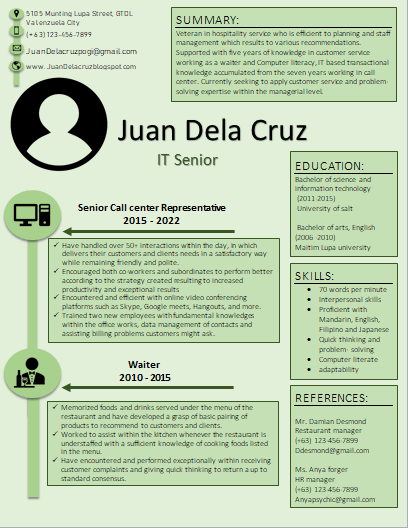 5105 Munting Lupa Street, GTDL
Valenzuela City
(+63) 123-456-7899
JuanDelacruzpogi@gmail.com
www.JuanDelacruzblogspot.com
SUMMARY:
Veteran in hospitality service who is efficient to planning and staff
management which results to various recommendations.
Supported with five years of knowledge in customer service
working as a waiter and Computer literacy, IT based transactional
knowledge accumulated from the seven years working in call
center. Currently seeking to apply customer service and problem-
solving expertise within the managerial level.
Juan Dela Cruz
IT Senior
Senior Call center Representative
2015 - 2022
✓ Have handled over 50+ interactions within the day, in which
delivers their customers and clients needs in a satisfactory way
while remaining friendly and polite.
✓ Encouraged both co-workers and subordinates to perform better
according to the strategy created resulting to increased
productivity and exceptional results
✓ Encountered and efficient with online video conferencing
platforms such as Skype, Google meets, Hangouts, and more.
✓ Trained two new employees with fundamental knowledges
within the office works, data management of contacts and
assisting billing problems customers might ask.
Waiter
2010 - 2015
✓ Memorized foods and drinks served under the menu of the
restaurant and have developed a grasp of basic pairing of
products to recommend to customers and clients.
✓ Worked to assist within the kitchen whenever the restaurant is
understaffed with a sufficient knowledge of cooking foods listed
in the menu.
✓ Have encountered and performed exceptionally within receiving
customer complaints and giving quick thinking to return a up to
standard consensus.
EDUCATION:
Bachelor of science and
Information technology
(2011-2015)
University of salt
Bachelor of arts, English
(2006 -2010)
Maitim Lupa university
SKILLS:
• 70 words per minute
• Interpersonal skills
• Proficient with
Mandarin, English,
Filipino and Japanese
• Quick thinking and
problem- solving
• Computer literate
• adaptability
REFERENCES:
Mr. Damian Desmond
Restaurant manager
(+63) 123-456-7899
Ddesmond@gmail.com
Ms. Anya forger
HR manager
(+63) 123-456-7899
Anyapsychic@gmail.com